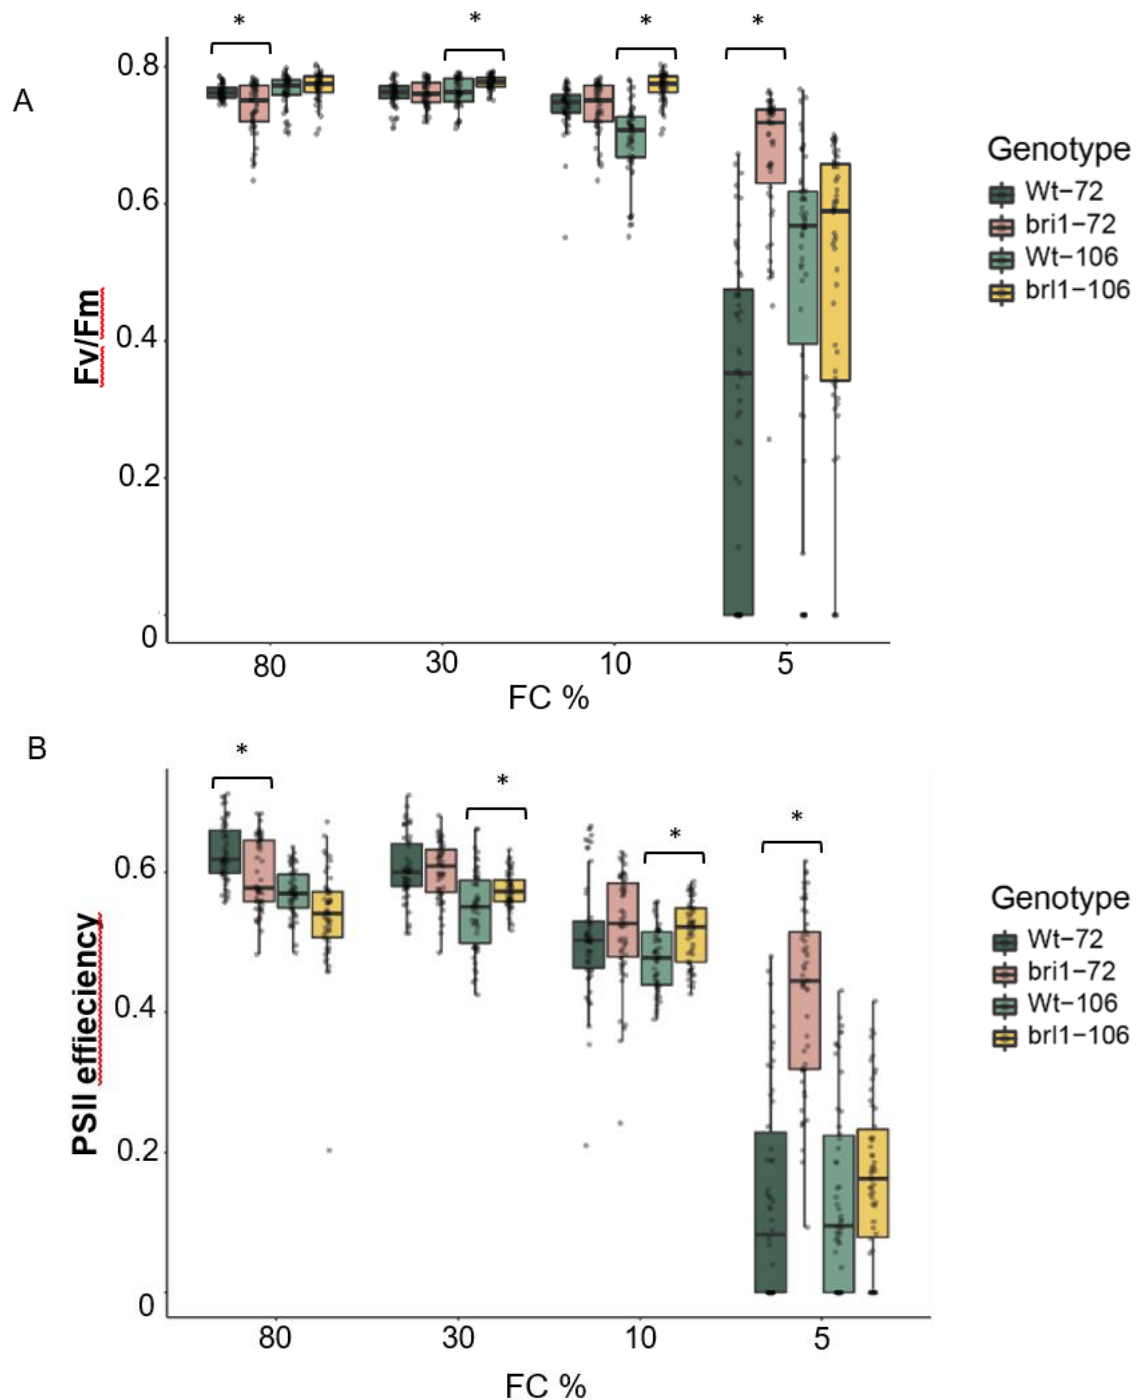 A
* * * *
0.8
0.6
0.4
0.2
0
Fv/Fm
80 30 10 5
FC %
Genotype
Wt-72
bri1-72
Wt-106
brl1-106
B
* * * *
0.6
0.4
0.2
0
PSII effieciency
80 30 10 5
FC %
Genotype
Wt-72
bri1-72
Wt-106
brl1-106